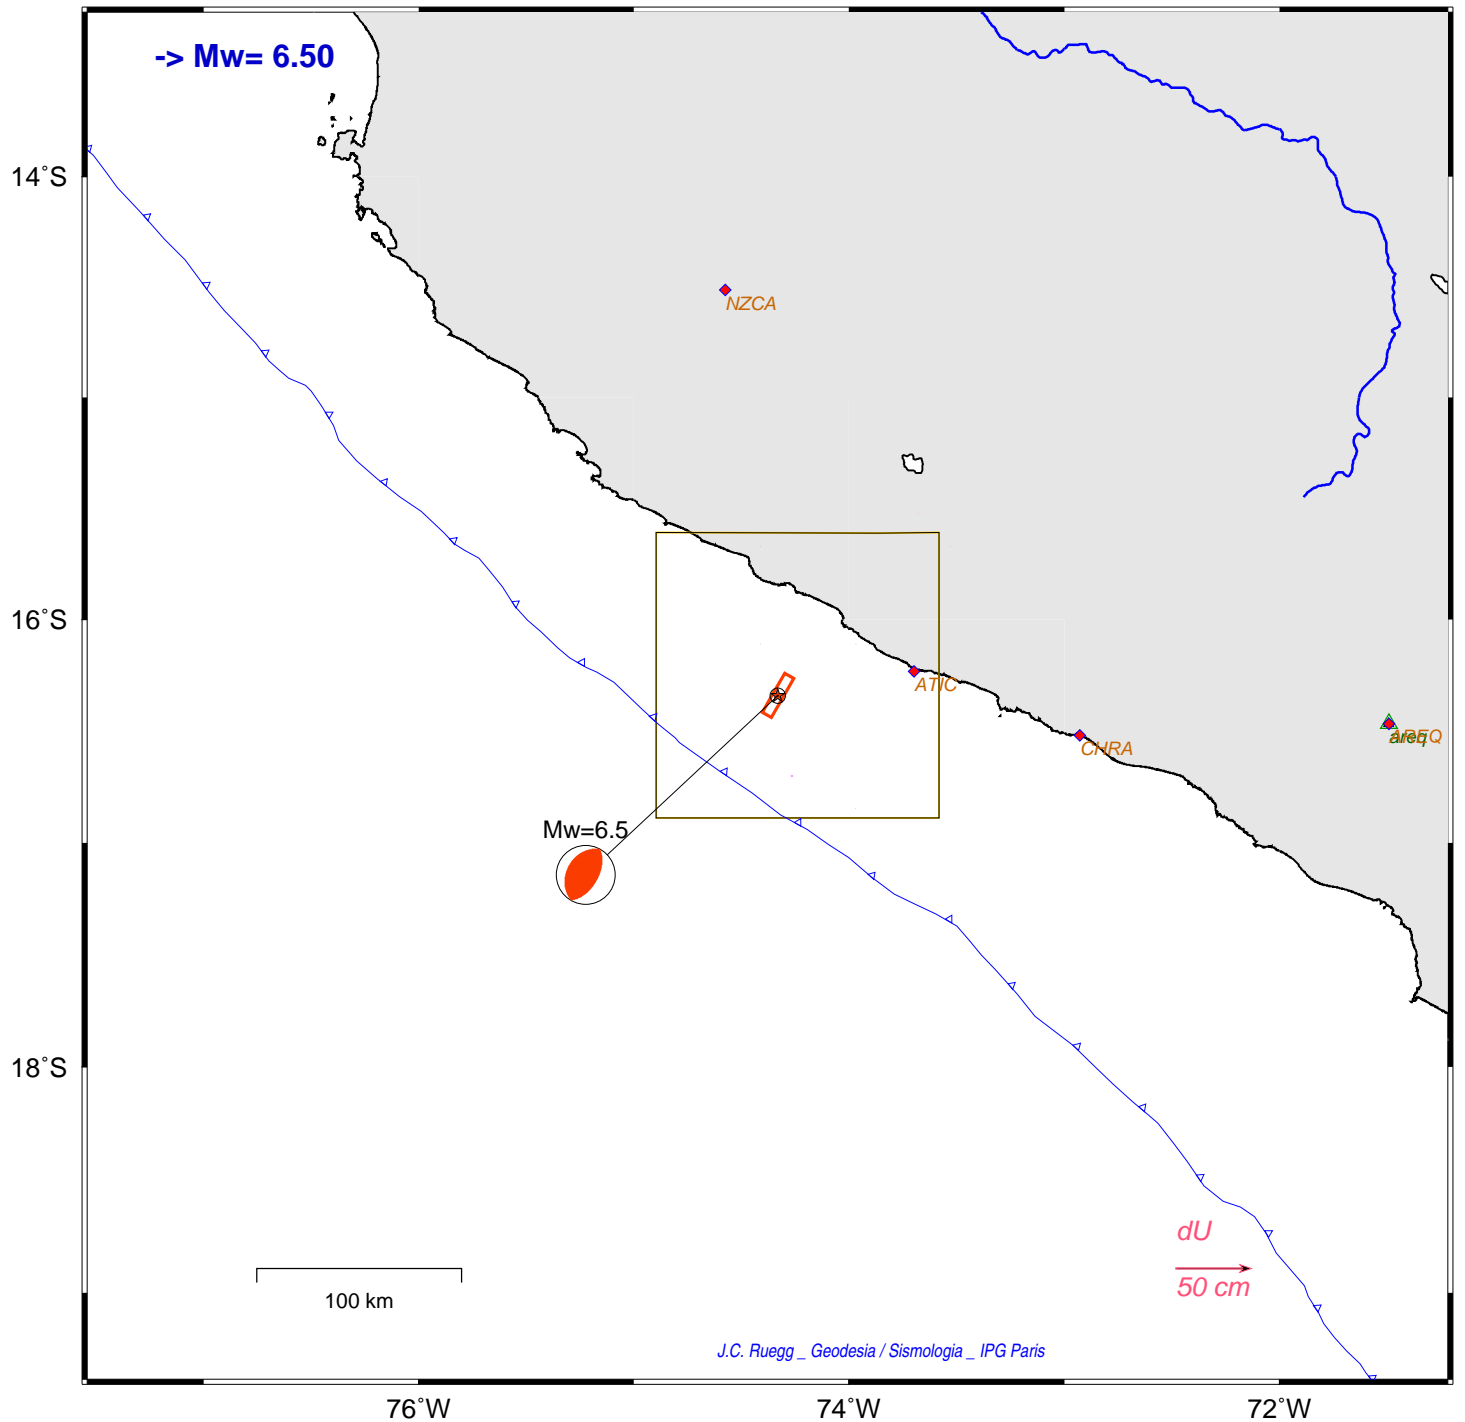 -> Mw= 6.50
14˚S
NZCA
16˚S
ATIC
CHRA
AREQ
areq
Mw=6.5
18˚S
dU
50 cm
100 km
J.C. Ruegg _ Geodesia / Sismologia _ IPG Paris
76˚W
74˚W
72˚W